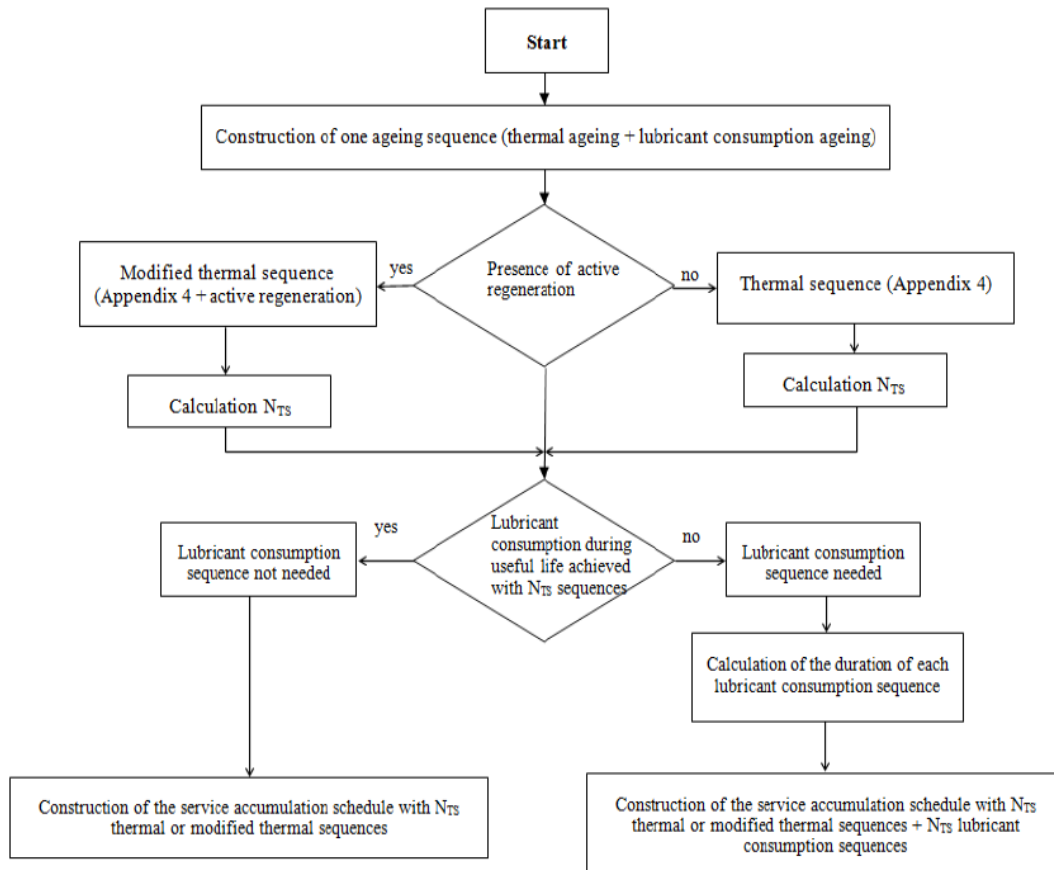 Start
Construction of one ageing sequence (thermal ageing + lubricant consumption ageing)
Modified thermal sequence
(Appendix 4 + active regeneration)
yes
Presence of active
regeneration
no
Thermal sequence (Appendix 4)
Calculation NTS
Calculation NTS
Lubricant consumption
sequence not needed
yes
Lubricant
consumption during
useful life achieved
with NTS sequences
no
Lubricant consumption
sequence needed
Calculation of the duration of each
lubricant consumption sequence
Construction of the service accumulation schedule with NTS
thermal or modified thermal sequences
Construction of the service accumulation schedule with NTS
thermal or modified thermal sequences + NTS lubricant
consumption sequences